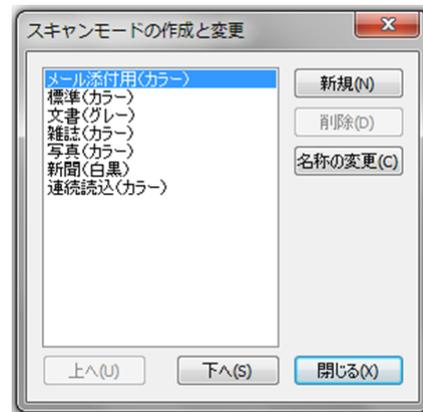 スキャンモードの作成と変更
メール添付用(カラー)
標準(カラー)
文書(グレー)
雑誌(カラー)
写真(カラー)
新聞(白黒)
連続読込(カラー)
新規(N)
削除(D)
名称の変更(C)
上へ(U)
下へ(S)
閉じる(X)